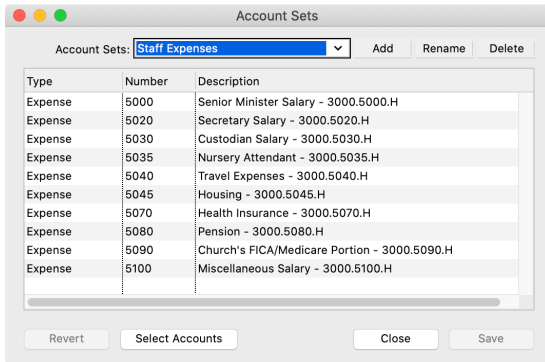 Account Sets
Account Sets: Staff Expenses Add Rename Delete
Type Number Description
Expense 5000 Senior Minister Salary - 3000.5000.H
Expense 5020 Secretary Salary - 3000.5020.H
Expense 5030 Custodian Salary - 3000.5030.H
Expense 5035 Nursery Attendant - 3000.5035.H
Expense 5040 Travel Expenses - 3000.5040.H
Expense 5045 Housing - 3000.5045.H
Expense 5070 Health Insurance - 3000.5070.H
Expense 5080 Pension - 3000.5080.H
Expense 5090 Church's FICA/Medicare Portion - 3000.5090.H
Expense 5100 Miscellaneous Salary - 3000.5100.H
Revert Select Accounts Close Save